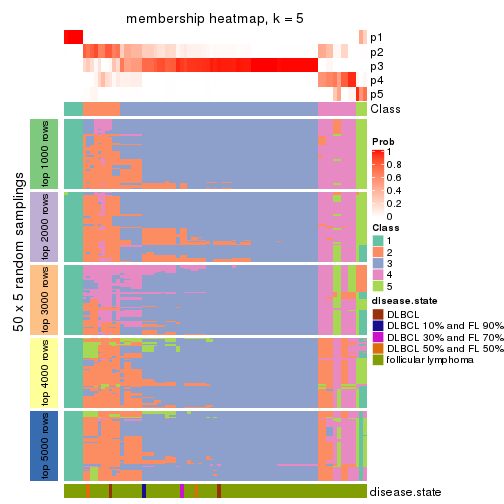 membership heatmap, k = 5
p1
p2
p3
p4
p5
Class
50 x 5 random samplings
top 1000 rows
top 2000 rows
top 3000 rows
top 4000 rows
top 5000 rows
Prob
1
0.8
0.6
0.4
0.2
0
Class
1
2
3
4
5
disease.state
DLBCL
DLBCL 10% and FL 90%
DLBCL 30% and FL 70%
DLBCL 50% and FL 50%
follicular lymphoma
disease.state